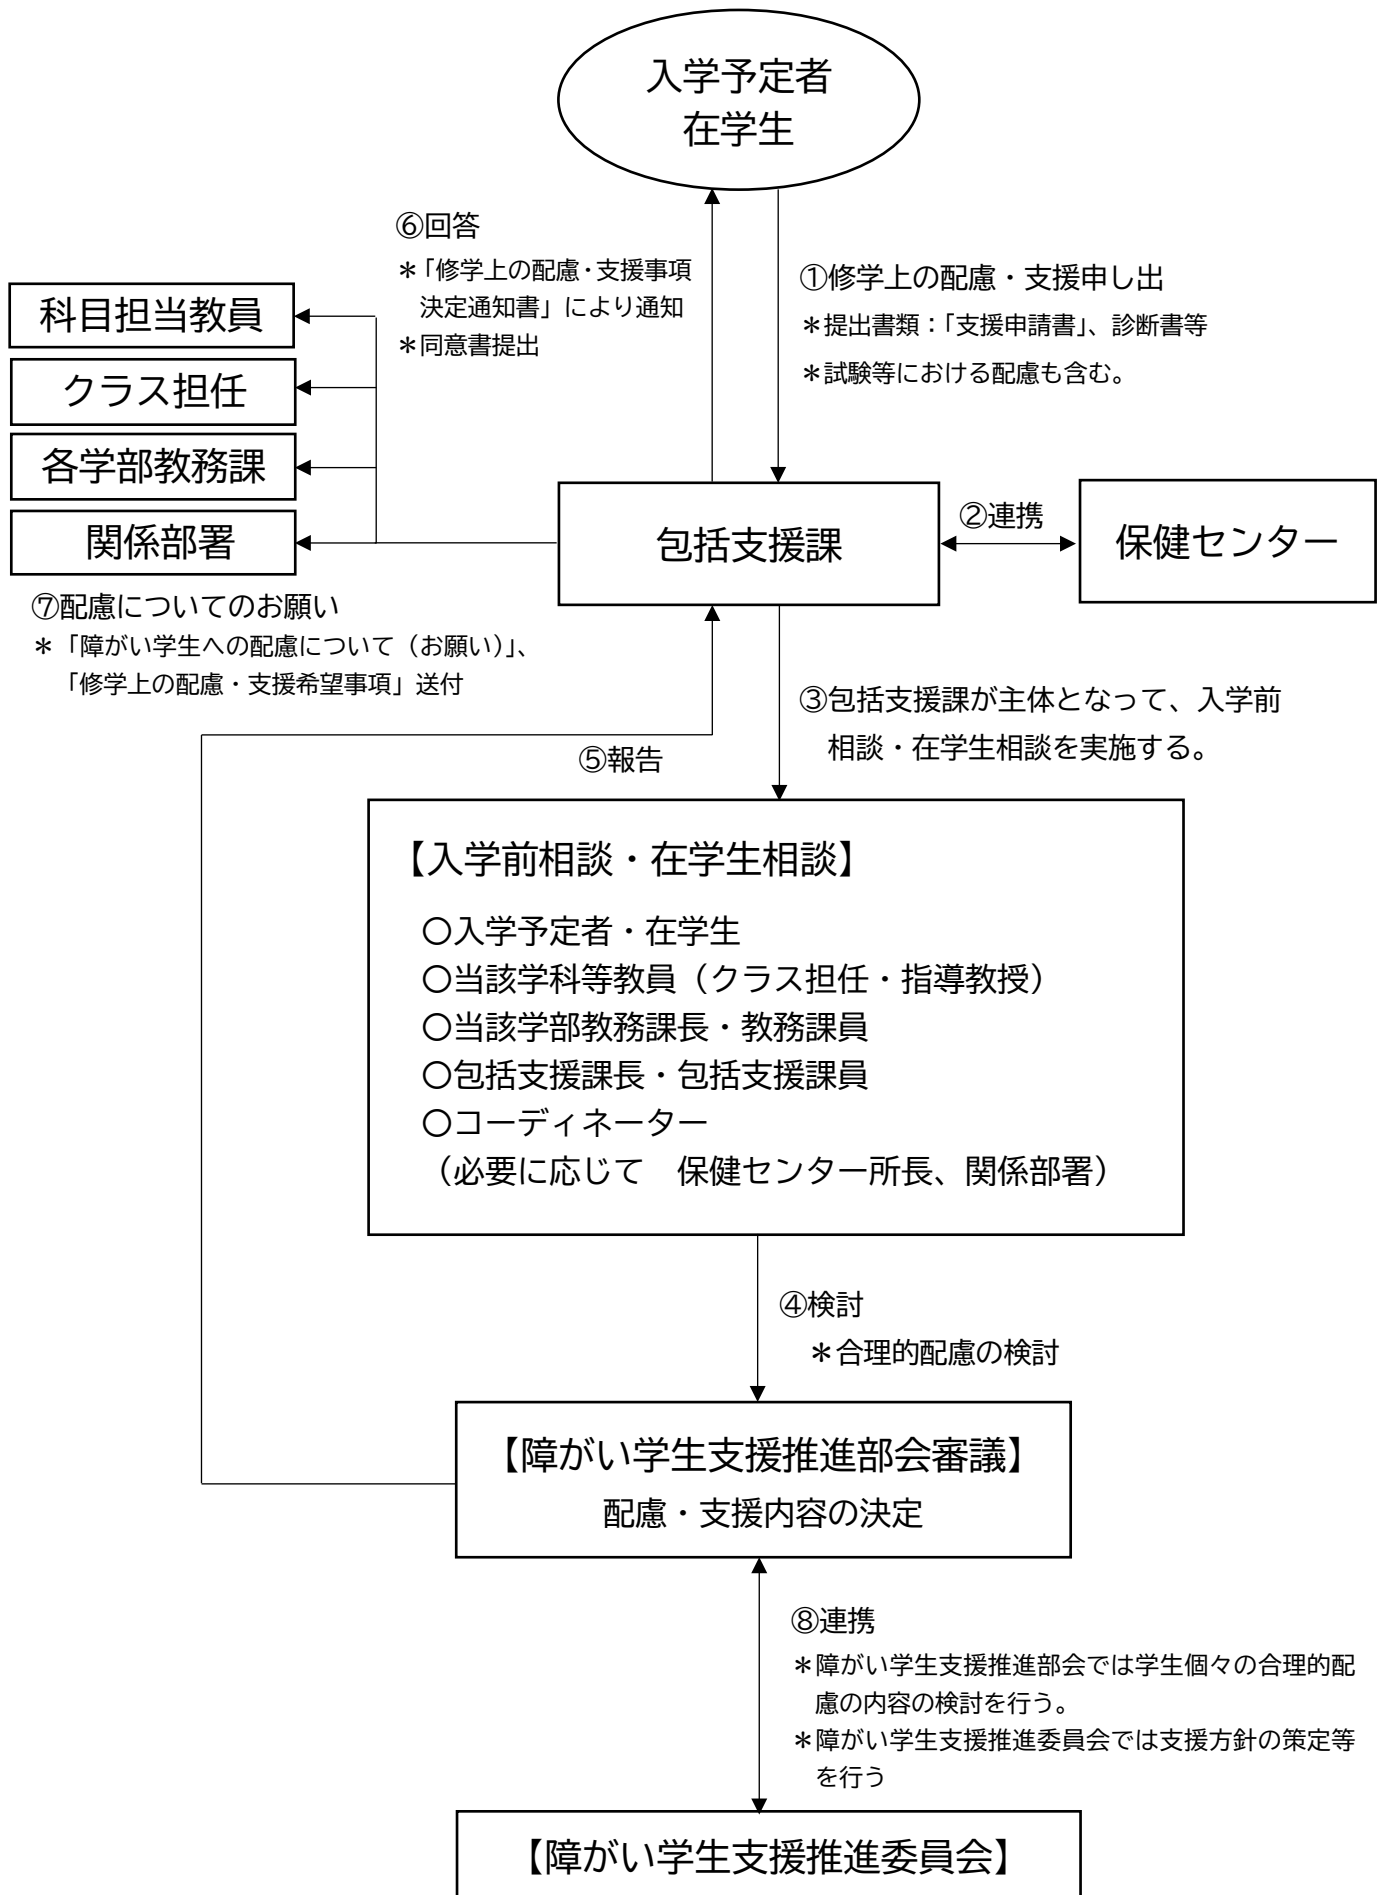 入学予定者
在学生
⑥回答
＊「修学上の配慮・支援事項
決定通知書」により通知
＊同意書提出
①修学上の配慮・支援申し出
＊提出書類：「支援申請書」、診断書等
＊試験等における配慮も含む。
科目担当教員
クラス担任
各学部教務課
関係部署
包括支援課
②連携
保健センター
⑦配慮についてのお願い
＊「障がい学生への配慮について（お願い）」、
「修学上の配慮・支援希望事項」送付
③包括支援課が主体となって、入学前
相談・在学生相談を実施する。
⑤報告
【入学前相談・在学生相談】
〇入学予定者・在学生
〇当該学科等教員（クラス担任・指導教授）
〇当該学部教務課長・教務課員
〇包括支援課長・包括支援課員
〇コーディネーター
（必要に応じて　保健センター所長、関係部署）
④検討
＊合理的配慮の検討
【障がい学生支援推進部会審議】
配慮・支援内容の決定
⑧連携
＊障がい学生支援推進部会では学生個々の合理的配
慮の内容の検討を行う。
＊障がい学生支援推進委員会では支援方針の策定等
を行う
【障がい学生支援推進委員会】